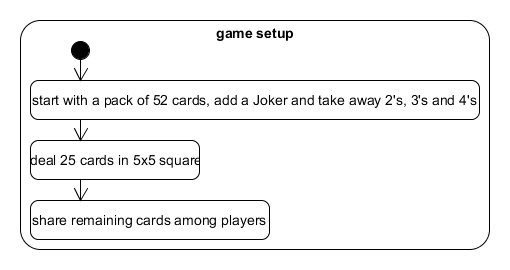 game setup
start with a pack of 52 cards, add a Joker and take away 2's, 3's and 4's
deal 25 cards in 5x5 square
share remaining cards among players